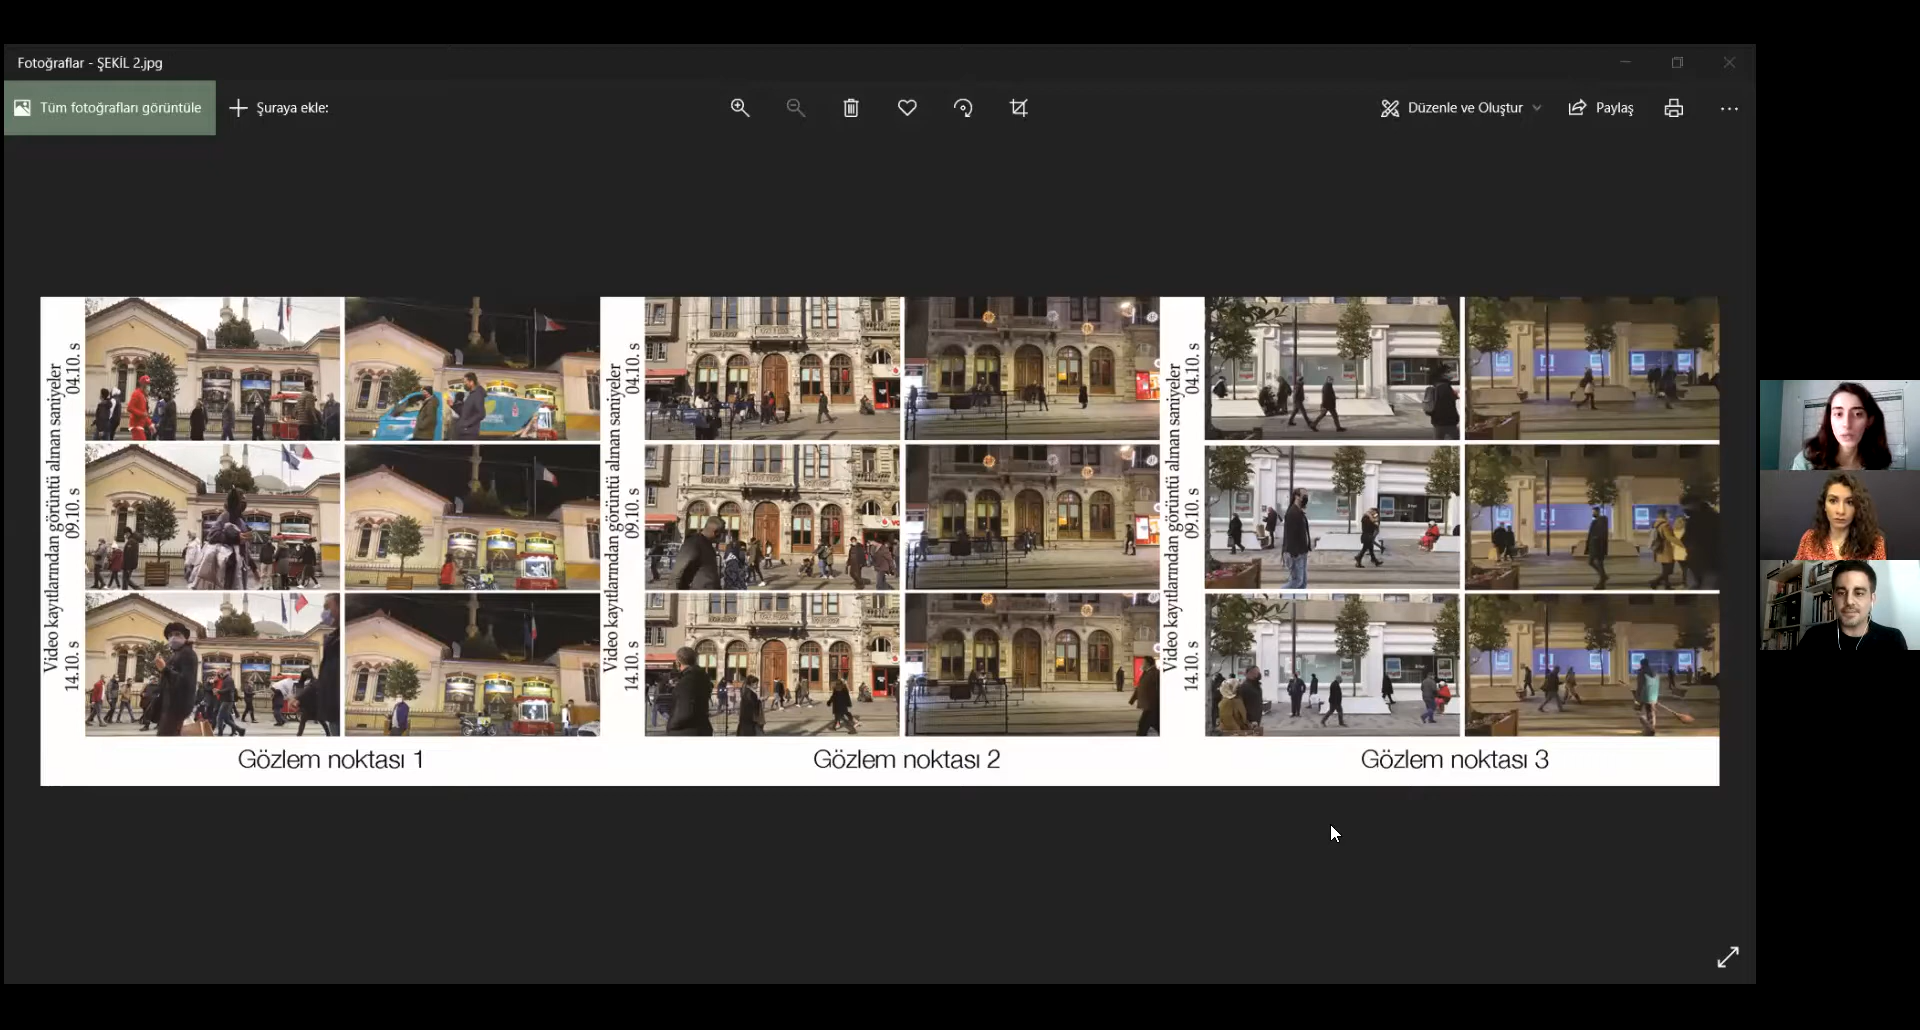 Fotoğraflar - ŞEKİL 2.jpg
Tüm fotoğrafları görüntüle
Şuraya ekle:
Düzenle ve Oluştur
Paylaş
Video kayıtlarından görüntü alınan saniyeler
04.10. s
09.10. s
14.10. s
Gözlem noktası 1
Video kayıtlarından görüntü alınan saniyeler
04.10. s
09.10. s
14.10. s
Gözlem noktası 2
Video kayıtlarından görüntü alınan saniyeler
04.10. s
09.10. s
14.10. s
Gözlem noktası 3